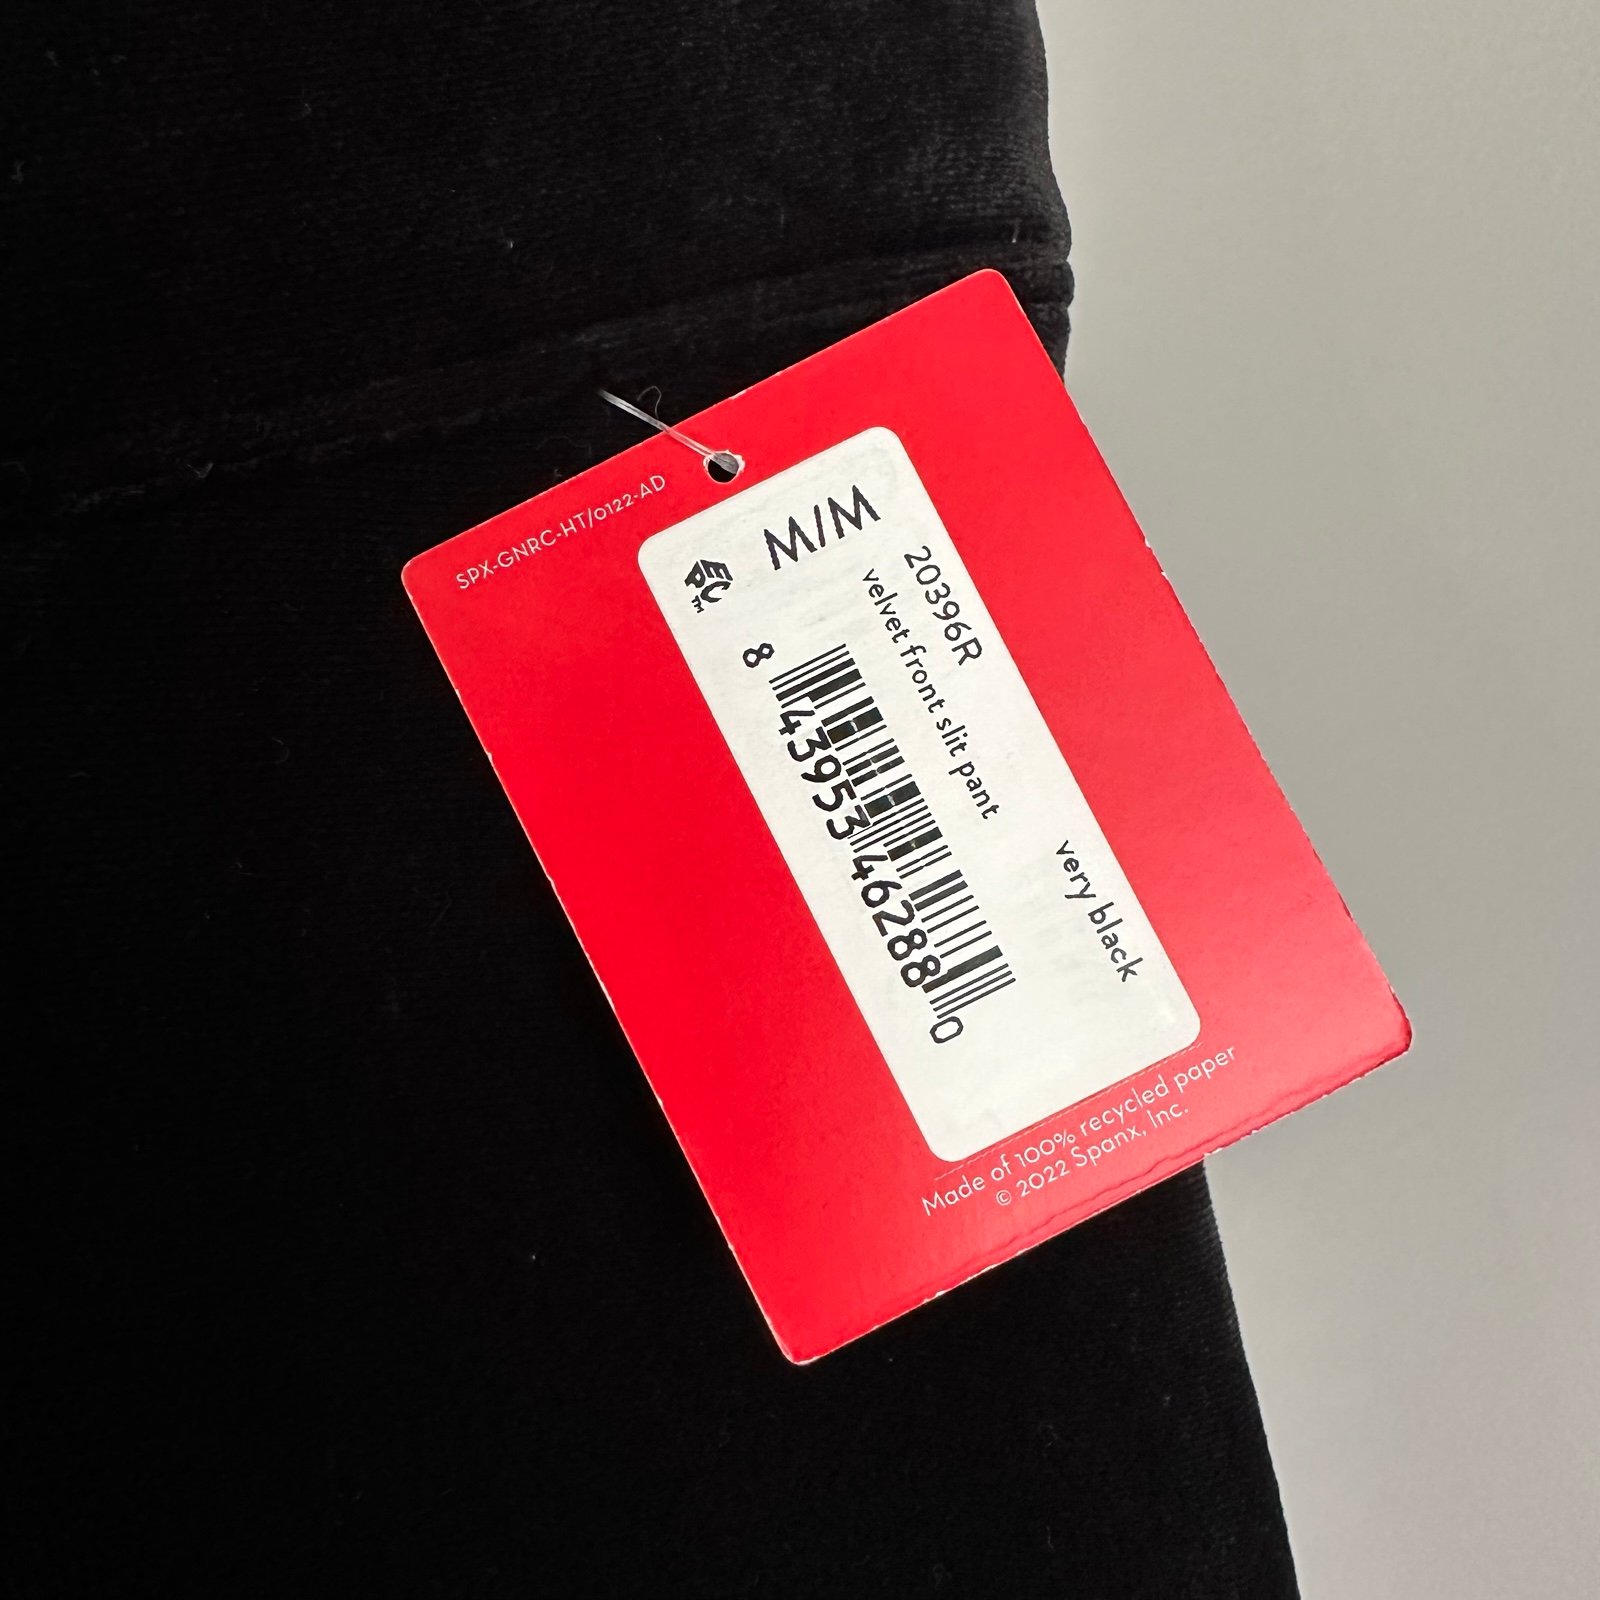 SPX-GNRC-HT/0122-AD
M/M
EPC™
20396R
velvet front slit pant
very black
8 43953 46288 0
Made of 100% recycled paper
© 2022 Spanx, Inc.